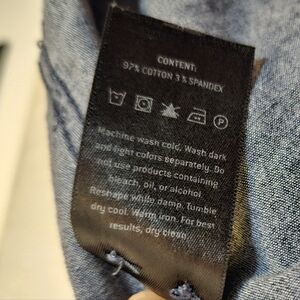 CONTENT:
97% COTTON 3% SPANDEX
Machine wash cold. Wash dark
and light colors separately. Do
not use products containing
bleach, oil, or alcohol.
Reshape while damp. Tumble
dry cool. Warm iron. For best
results, dry clean.